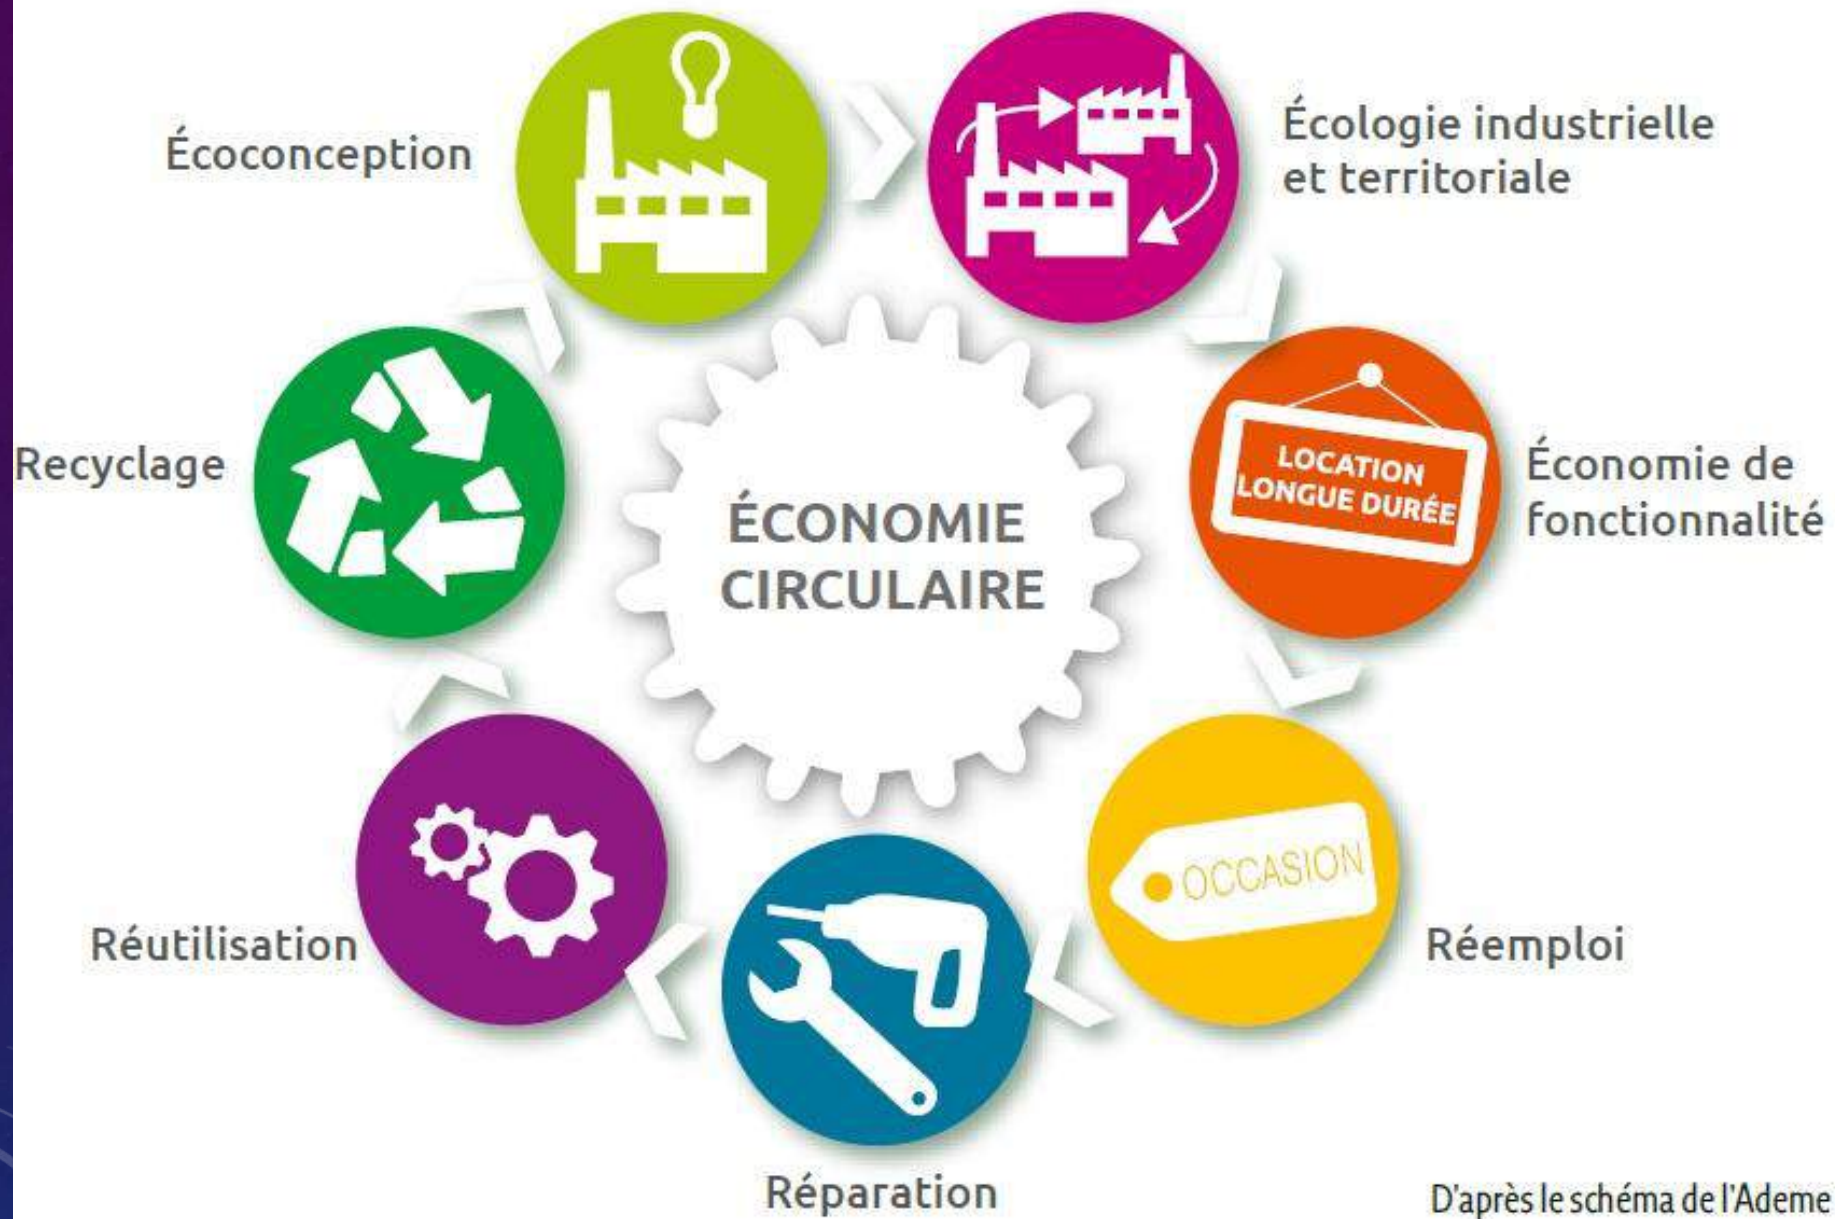 Écoconception
Écologie industrielle
et territoriale
Recyclage
LOCATION
LONGUE DURÉE
Économie de
fonctionnalité
ÉCONOMIE
CIRCULAIRE
OCCASION
Réemploi
Réutilisation
Réparation
D'après le schéma de l'Ademe